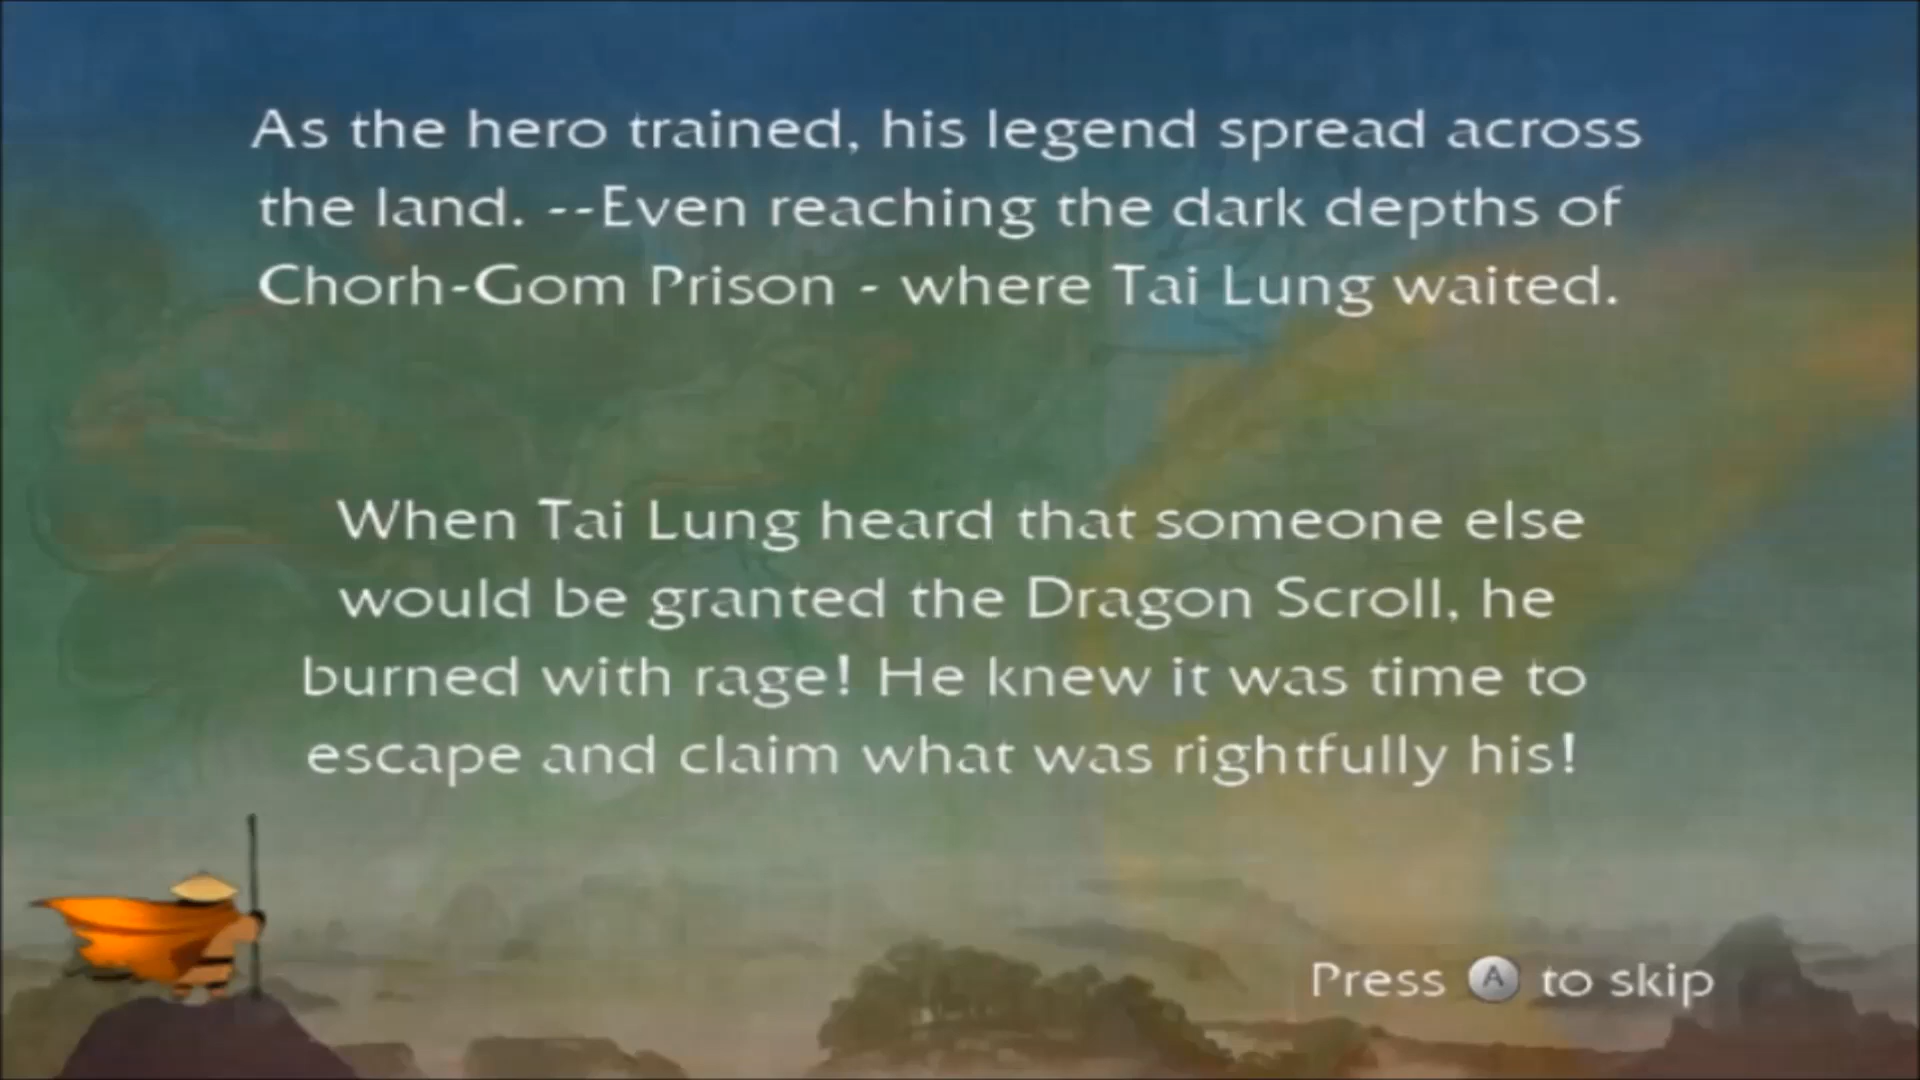 As the hero trained, his legend spread across
the land. --Even reaching the dark depths of
Chorh-Gom Prison - where Tai Lung waited.
When Tai Lung heard that someone else
would be granted the Dragon Scroll, he
burned with rage! He knew it was time to
escape and claim what was rightfully his!
Press A to skip